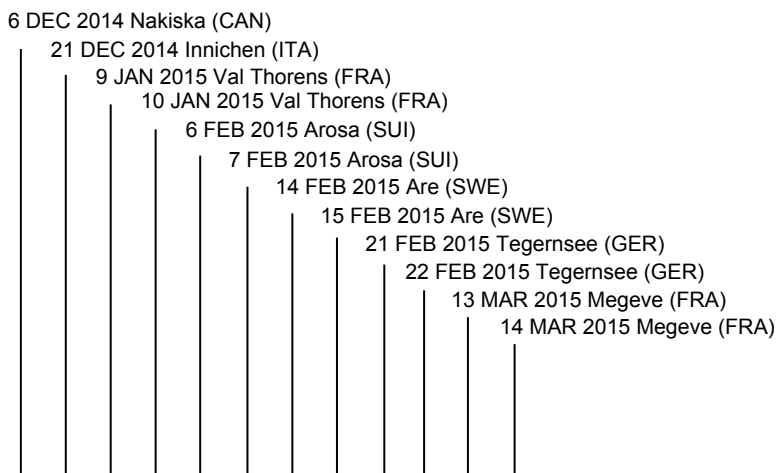 6 DEC 2014 Nakiska (CAN)
21 DEC 2014 Innichen (ITA)
9 JAN 2015 Val Thorens (FRA)
10 JAN 2015 Val Thorens (FRA)
6 FEB 2015 Arosa (SUI)
7 FEB 2015 Arosa (SUI)
14 FEB 2015 Are (SWE)
15 FEB 2015 Are (SWE)
21 FEB 2015 Tegernsee (GER)
22 FEB 2015 Tegernsee (GER)
13 MAR 2015 Megeve (FRA)
14 MAR 2015 Megeve (FRA)